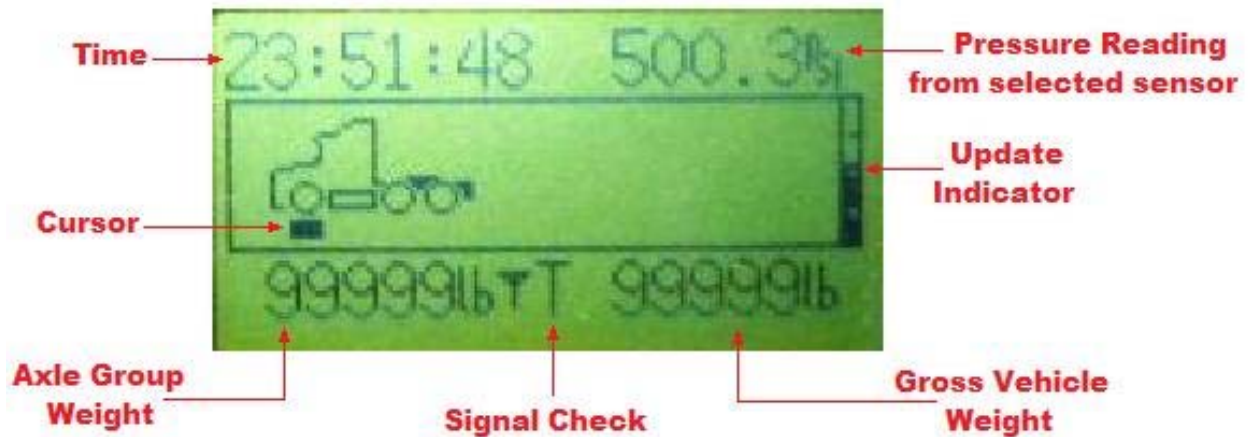 Time
23:51:48 500.3PSI
Pressure Reading
from selected sensor
Update
Indicator
Cursor
99999lb T 99999lb
Axle Group
Weight
Signal Check
Gross Vehicle
Weight